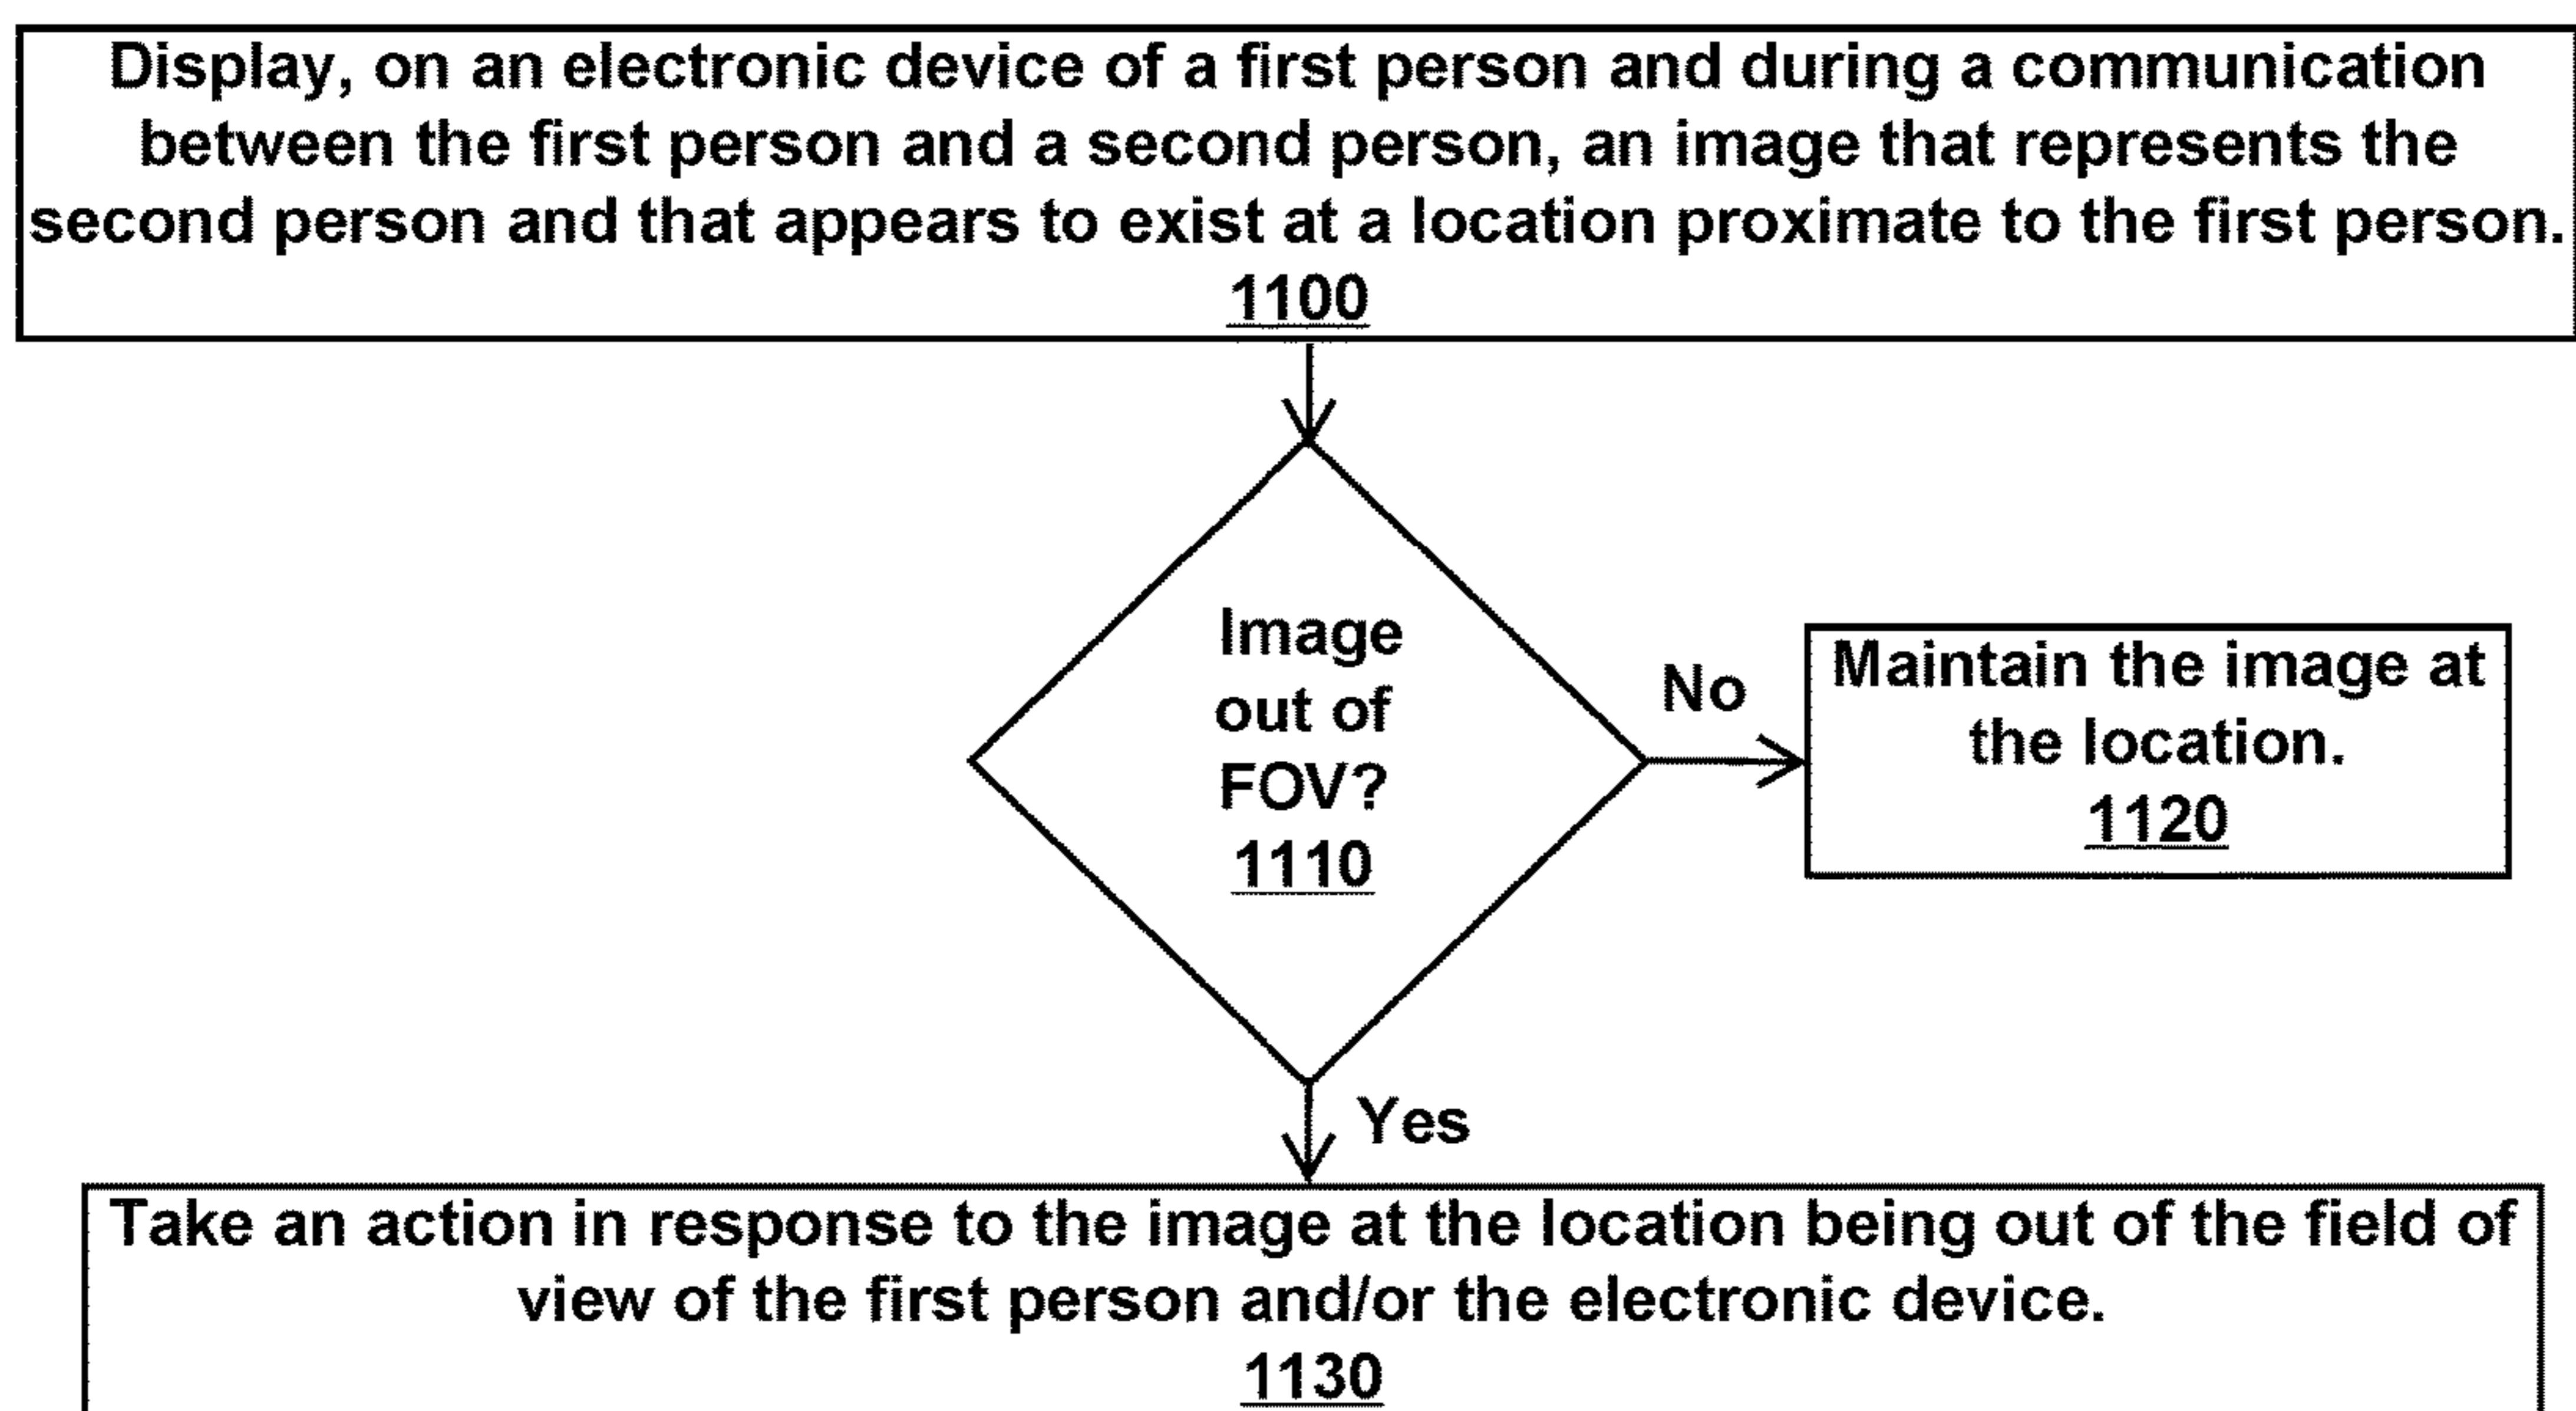 Display, on an electronic device of a first person and during a communication
between the first person and a second person, an image that represents the
second person and that appears to exist at a location proximate to the first person.
1100
Image
out of
FOV?
1110
No
Maintain the image at
the location.
1120
Yes
Take an action in response to the image at the location being out of the field of
view of the first person and/or the electronic device.
1130